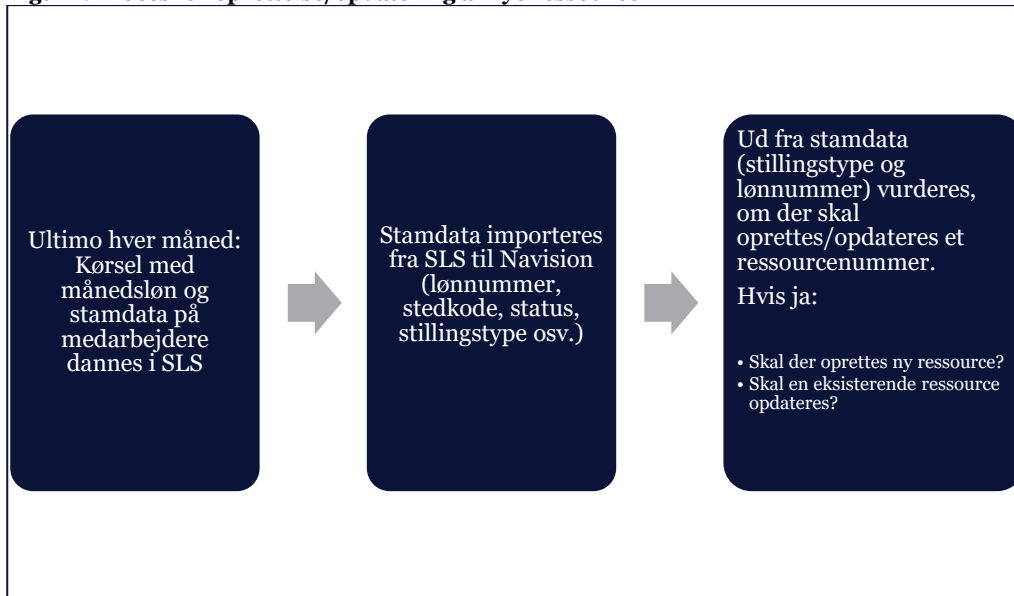 Ultimo hver måned:
Kørsel med
månedsløn og
stamdata på
medarbejdere
dannes i SLS
Stamdata importeres
fra SLS til Navision
(lønnummer,
stedkode, status,
stillingstype osv.)
Ud fra stamdata
(stillingstype og
lønnummer) vurderes,
om der skal
oprettes/opdateres et
ressourcenummer.
Hvis ja:
• Skal der oprettes ny ressource?
• Skal en eksisterende ressource
opdateres?